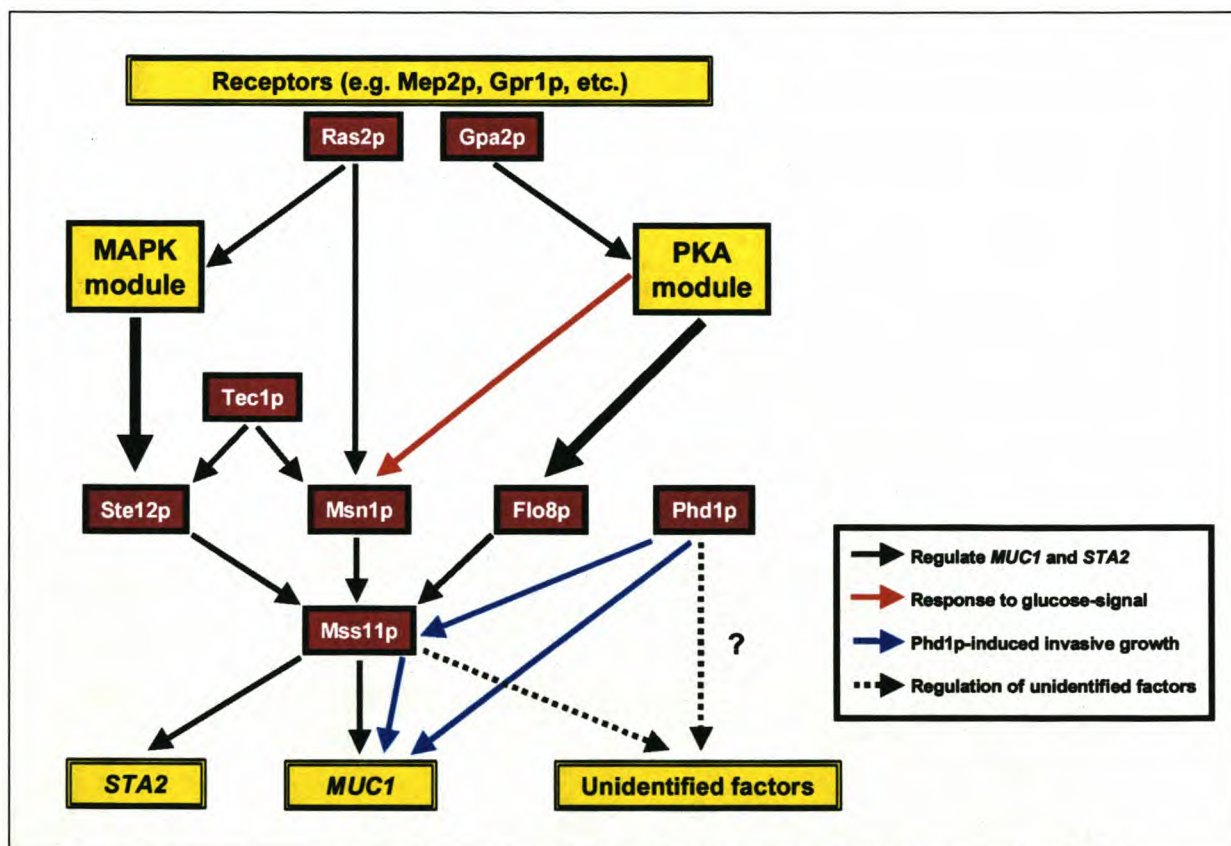 Receptors (e.g. Mep2p, Gpr1p, etc.)
Ras2p
Gpa2p
MAPK
module
PKA
module
Tec1p
Ste12p
Msn1p
Flo8p
Phd1p
Mss11p
?
STA2
MUC1
Unidentified factors
Regulate MUC1 and STA2
Response to glucose-signal
Phd1p-induced invasive growth
Regulation of unidentified factors